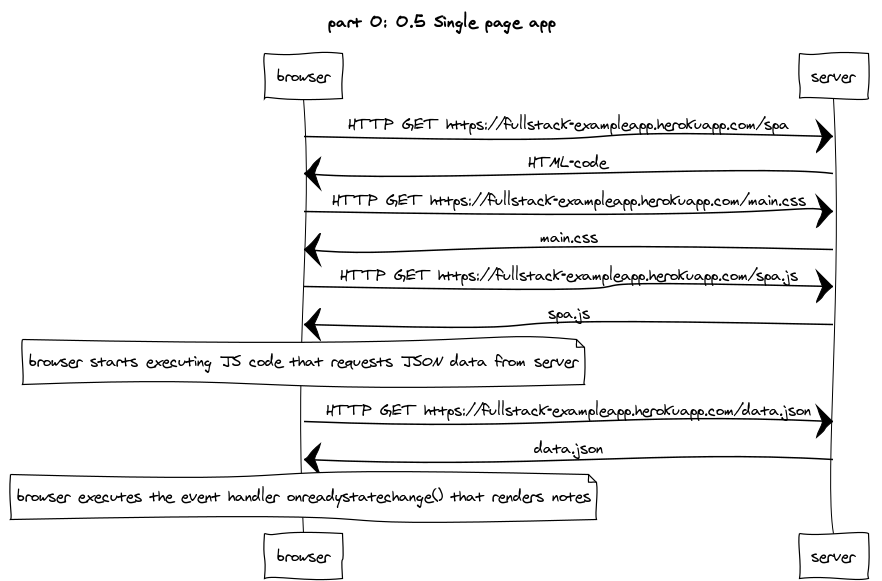 part 0: 0.5 Single page app
browser
server
HTTP GET https://fullstack-exampleapp.herokuapp.com/spa
HTML-code
HTTP GET https://fullstack-exampleapp.herokuapp.com/main.css
main.css
HTTP GET https://fullstack-exampleapp.herokuapp.com/spa.js
spa.js
browser starts executing JS code that requests JSON data from server
HTTP GET https://fullstack-exampleapp.herokuapp.com/data.json
data.json
browser executes the event handler onreadystatechange() that renders notes
browser
server